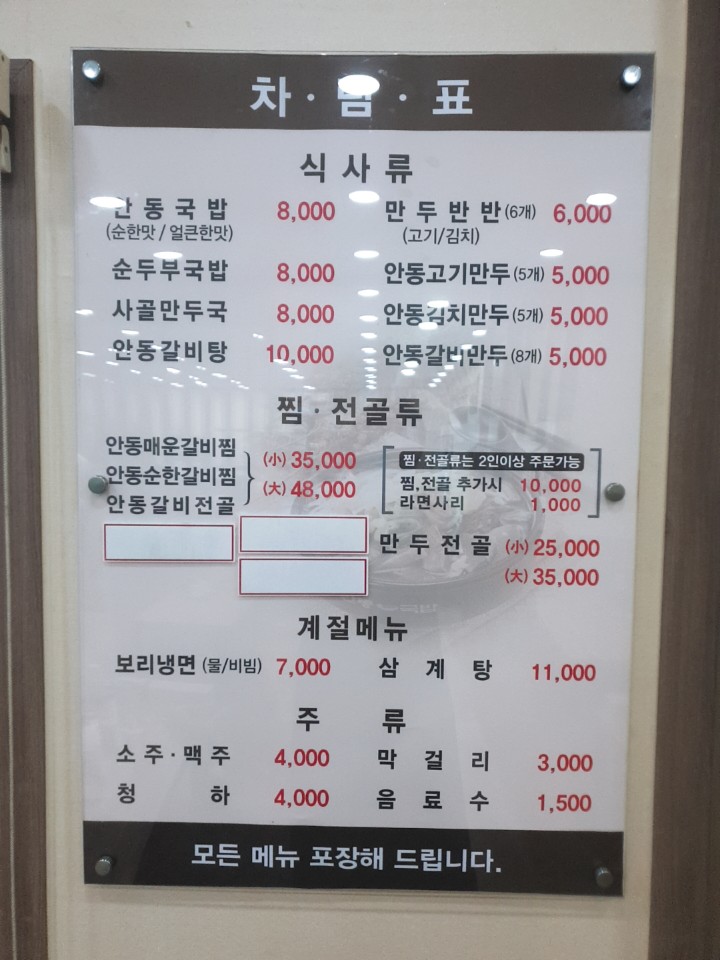 차·림·표
식사류
안동국밥 8,000
(순한맛 / 얼큰한맛)
순두부국밥 8,000
사골만두국 8,000
안동갈비탕 10,000
만두반반(6개) 6,000
(고기/김치)
안동고기만두(5개) 5,000
안동김치만두(5개) 5,000
안동갈비만두(8개) 5,000
찜·전골류
안동매운갈비찜
안동순한갈비찜
안동갈비전골
(小) 35,000
(大) 48,000
찜·전골류는 2인이상 주문가능
찜,전골 추가시 10,000
라면사리 1,000
만두전골 (小) 25,000
(大) 35,000
계절메뉴
보리냉면 (물/비빔) 7,000
삼계탕 11,000
주류
소주·맥주 4,000
청하 4,000
막걸리 3,000
음료수 1,500
모든 메뉴 포장해 드립니다.